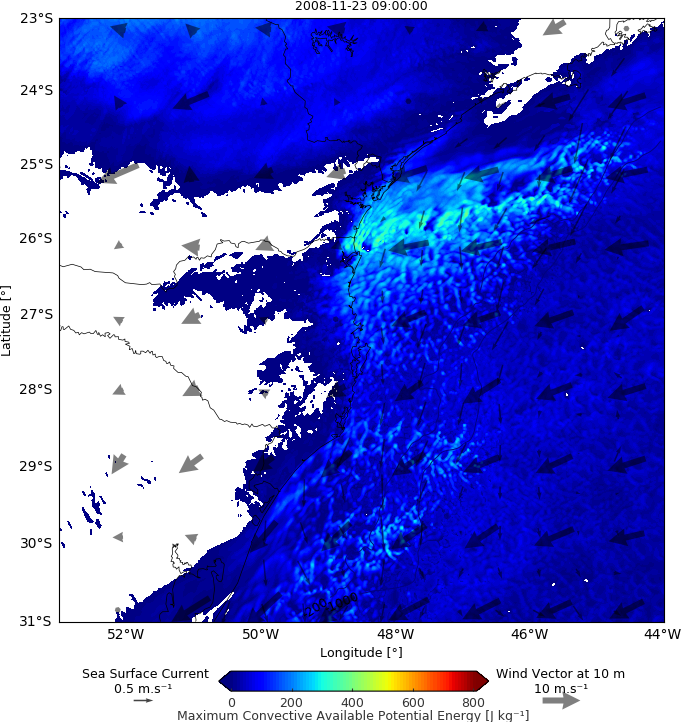 2008-11-23 09:00:00
23°S
24°S
25°S
26°S
27°S
28°S
29°S
30°S
31°S
Latitude [°]
52°W 50°W 48°W 46°W 44°W
Longitude [°]
Sea Surface Current
0.5 m.s⁻¹
Wind Vector at 10 m
10 m.s⁻¹
0 200 400 600 800
Maximum Convective Available Potential Energy [J kg⁻¹]